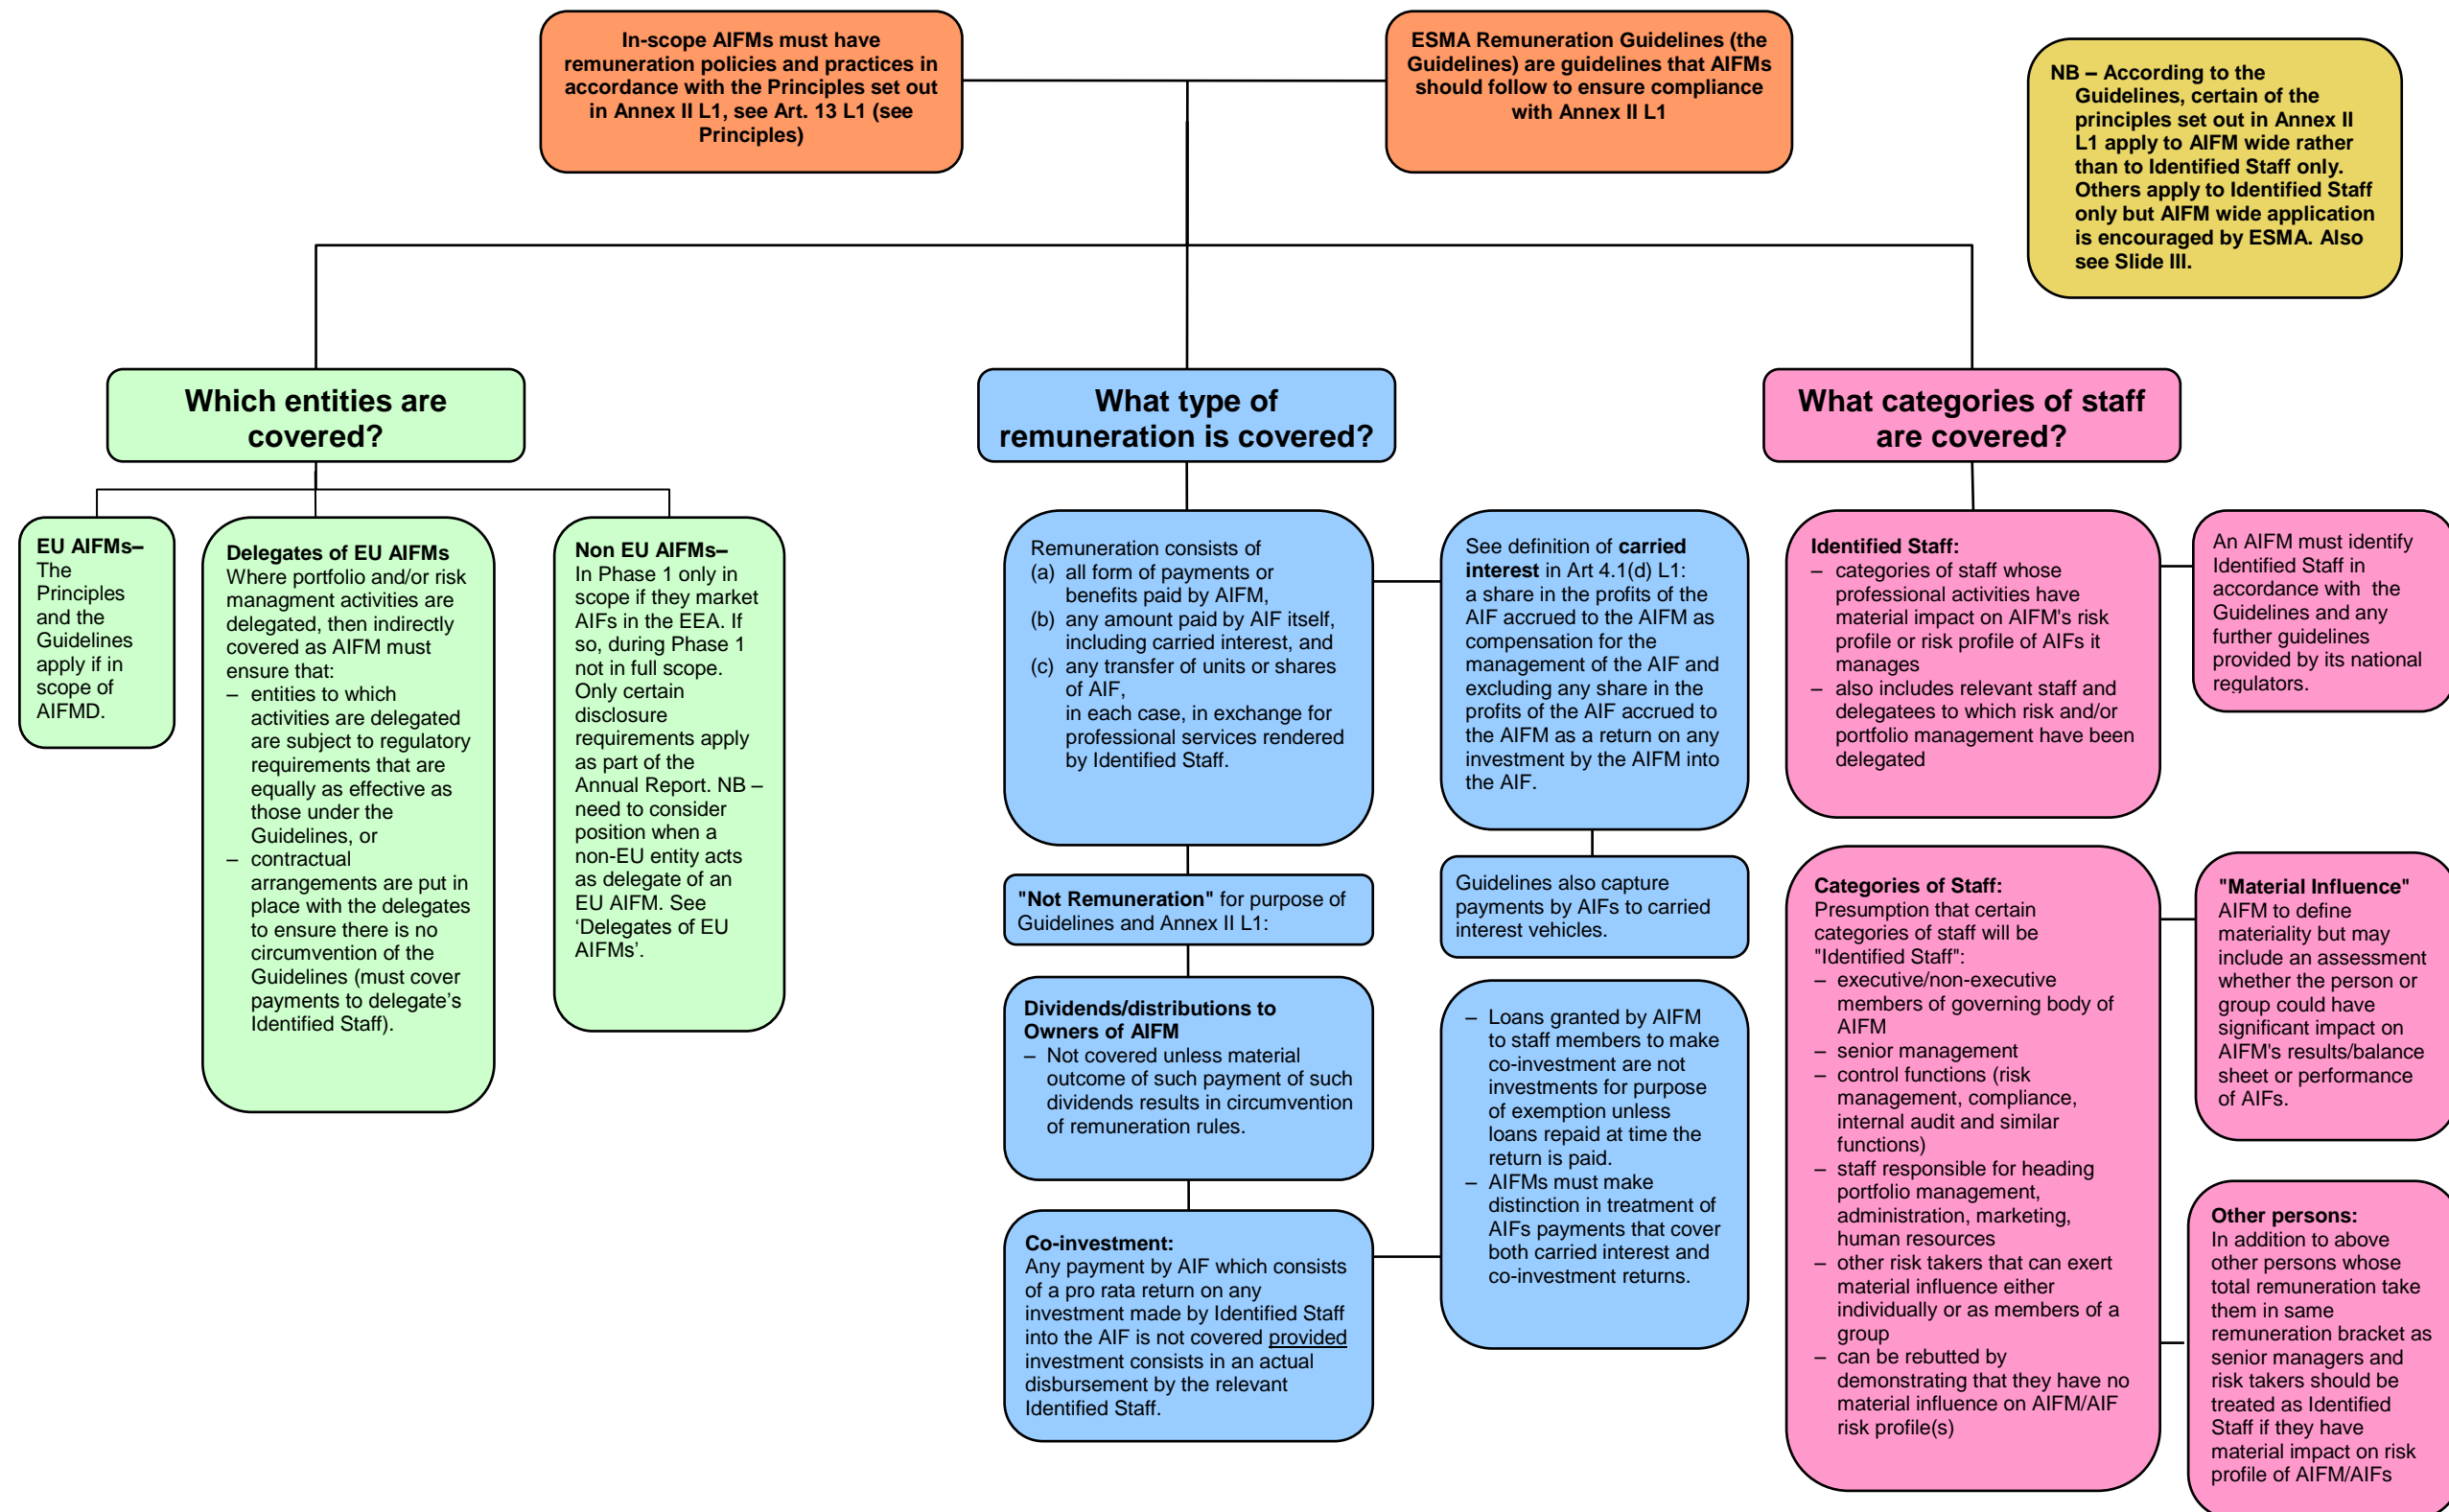 In-scope AIFMs must have
remuneration policies and practices in
accordance with the Principles set out
in Annex II L1, see Art. 13 L1 (see
Principles)
ESMA Remuneration Guidelines (the
Guidelines) are guidelines that AIFMs
should follow to ensure compliance
with Annex II L1
NB – According to the
Guidelines, certain of the
principles set out in Annex II
L1 apply to AIFM wide rather
than to Identified Staff only.
Others apply to Identified Staff
only but AIFM wide application
is encouraged by ESMA. Also
see Slide III.
Which entities are
covered?
EU AIFMs–
The
Principles
and the
Guidelines
apply if in
scope of
AIFMD.
Delegates of EU AIFMs
Where portfolio and/or risk
managment activities are
delegated, then indirectly
covered as AIFM must
ensure that:
– entities to which
activities are delegated
are subject to regulatory
requirements that are
equally as effective as
those under the
Guidelines, or
– contractual
arrangements are put in
place with the delegates
to ensure there is no
circumvention of the
Guidelines (must cover
payments to delegate’s
Identified Staff).
Non EU AIFMs–
In Phase 1 only in
scope if they market
AIFs in the EEA. If
so, during Phase 1
not in full scope.
Only certain
disclosure
requirements apply
as part of the
Annual Report. NB –
need to consider
position when a
non-EU entity acts
as delegate of an
EU AIFM. See
‘Delegates of EU
AIFMs’.
What type of
remuneration is covered?
Remuneration consists of
(a) all form of payments or
benefits paid by AIFM,
(b) any amount paid by AIF itself,
including carried interest, and
(c) any transfer of units or shares
of AIF,
in each case, in exchange for
professional services rendered
by Identified Staff.
See definition of carried
interest in Art 4.1(d) L1:
a share in the profits of the
AIF accrued to the AIFM as
compensation for the
management of the AIF and
excluding any share in the
profits of the AIF accrued to
the AIFM as a return on any
investment by the AIFM into
the AIF.
Guidelines also capture
payments by AIFs to carried
interest vehicles.
"Not Remuneration" for purpose of
Guidelines and Annex II L1:
Dividends/distributions to
Owners of AIFM
– Not covered unless material
outcome of such payment of such
dividends results in circumvention
of remuneration rules.
Co-investment:
Any payment by AIF which consists
of a pro rata return on any
investment made by Identified Staff
into the AIF is not covered provided
investment consists in an actual
disbursement by the relevant
Identified Staff.
– Loans granted by AIFM
to staff members to make
co-investment are not
investments for purpose
of exemption unless
loans repaid at time the
return is paid.
– AIFMs must make
distinction in treatment of
AIFs payments that cover
both carried interest and
co-investment returns.
What categories of staff
are covered?
Identified Staff:
– categories of staff whose
professional activities have
material impact on AIFM's risk
profile or risk profile of AIFs it
manages
– also includes relevant staff and
delegatees to which risk and/or
portfolio management have been
delegated
An AIFM must identify
Identified Staff in
accordance with the
Guidelines and any
further guidelines
provided by its national
regulators.
Categories of Staff:
Presumption that certain
categories of staff will be
"Identified Staff":
– executive/non-executive
members of governing body of
AIFM
– senior management
– control functions (risk
management, compliance,
internal audit and similar
functions)
– staff responsible for heading
portfolio management,
administration, marketing,
human resources
– other risk takers that can exert
material influence either
individually or as members of a
group
– can be rebutted by
demonstrating that they have no
material influence on AIFM/AIF
risk profile(s)
"Material Influence"
AIFM to define
materiality but may
include an assessment
whether the person or
group could have
significant impact on
AIFM's results/balance
sheet or performance
of AIFs.
Other persons:
In addition to above
other persons whose
total remuneration take
them in same
remuneration bracket as
senior managers and
risk takers should be
treated as Identified
Staff if they have
material impact on risk
profile of AIFM/AIFs